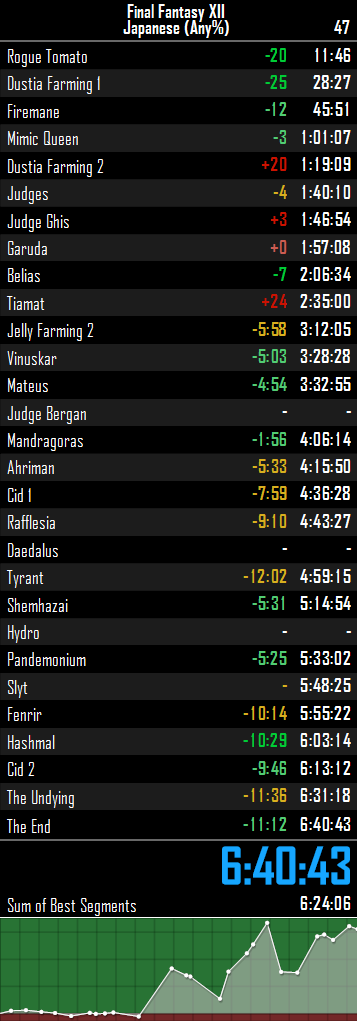 Final Fantasy XII
Japanese (Any%) 47
Rogue Tomato -20 11:46
Dustia Farming 1 -25 28:27
Firemane -12 45:51
Mimic Queen -3 1:01:07
Dustia Farming 2 +20 1:19:09
Judges -4 1:40:10
Judge Ghis +3 1:46:54
Garuda +0 1:57:08
Belias -7 2:06:34
Tiamat +24 2:35:00
Jelly Farming 2 -5:58 3:12:05
Vinuskar -5:03 3:28:28
Mateus -4:54 3:32:55
Judge Bergan - -
Mandragoras -1:56 4:06:14
Ahriman -5:33 4:15:50
Cid 1 -7:59 4:36:28
Rafflesia -9:10 4:43:27
Daedalus - -
Tyrant -12:02 4:59:15
Shemhazai -5:31 5:14:54
Hydro - -
Pandemonium -5:25 5:33:02
Slyt - 5:48:25
Fenrir -10:14 5:55:22
Hashmal -10:29 6:03:14
Cid 2 -9:46 6:13:12
The Undying -11:36 6:31:18
The End -11:12 6:40:43
6:40:43
Sum of Best Segments 6:24:06